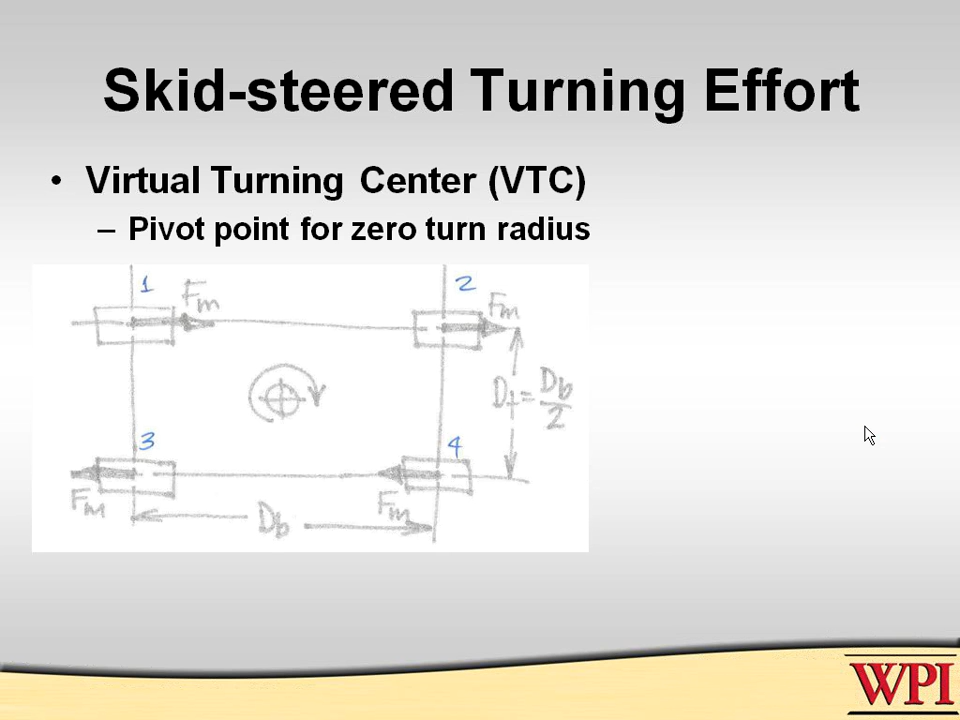 Skid-steered Turning Effort
• Virtual Turning Center (VTC)
– Pivot point for zero turn radius
1
2
Fm
Fm
Dt = Db/2
3
4
Fm
Fm
Db
WPI